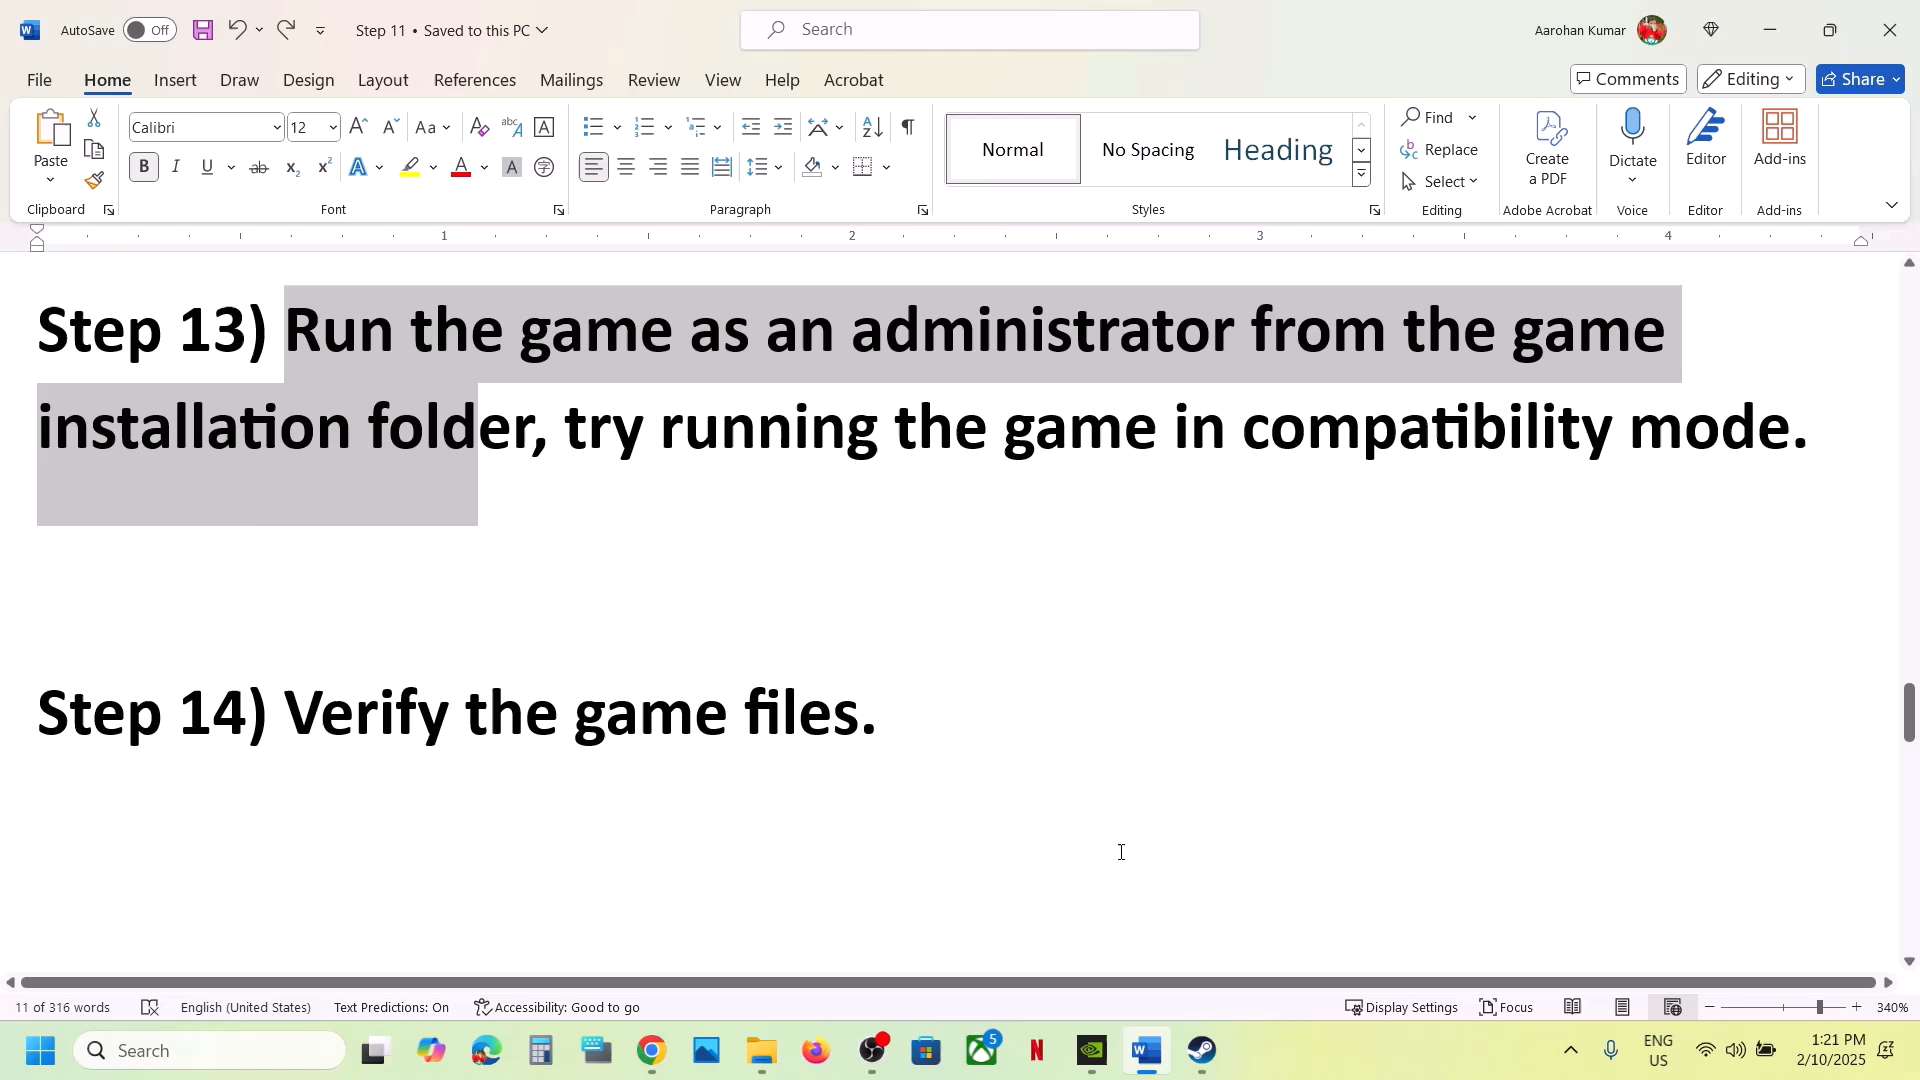 AutoSave Off Step 11 • Saved to this PC Search Aarohan Kumar
File Home Insert Draw Design Layout References Mailings Review View Help Acrobat Comments Editing Share
Paste
Clipboard
Calibri 12
Font
Paragraph
Normal No Spacing Heading
Styles
Find
Replace
Select
Editing
Create a PDF
Adobe Acrobat
Dictate
Voice
Editor
Editor
Add-ins
Add-ins
1 2 3 4
Step 13) Run the game as an administrator from the game
installation folder, try running the game in compatibility mode.
Step 14) Verify the game files.
11 of 316 words English (United States) Text Predictions: On Accessibility: Good to go Display Settings Focus 340%
Search 5 ENG US 1:21 PM 2/10/2025